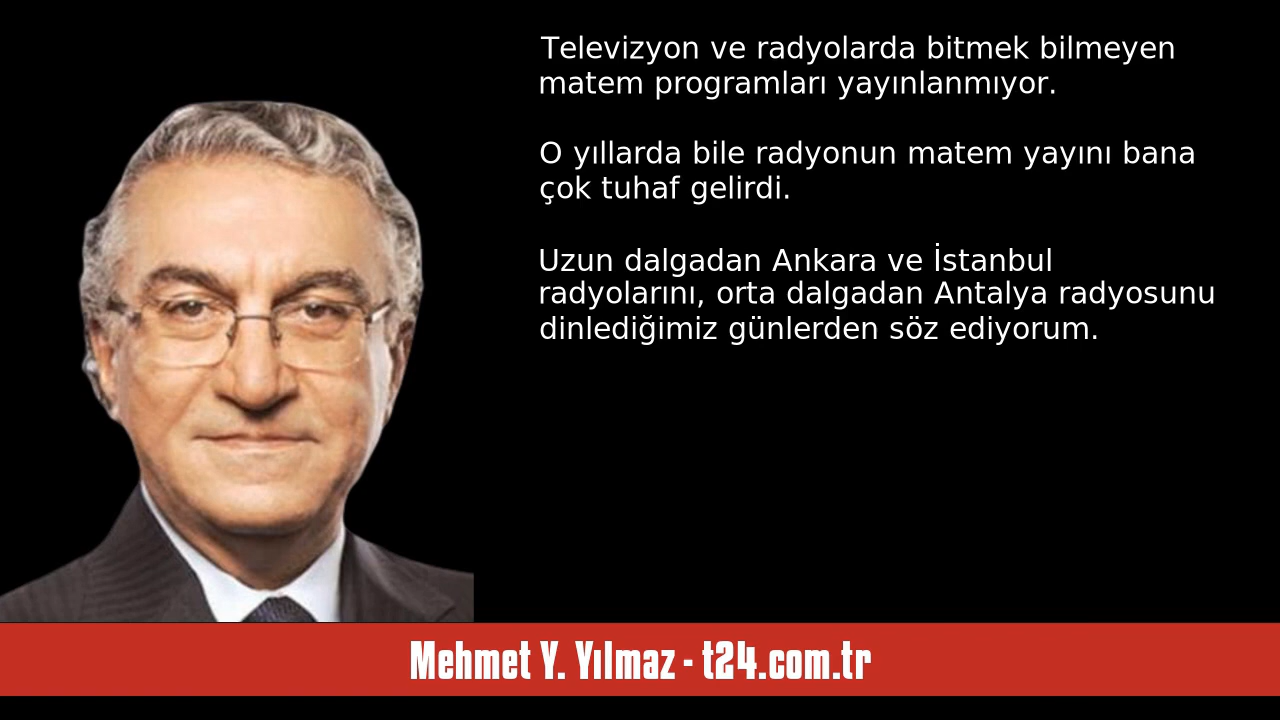 Televizyon ve radyolarda bitmek bilmeyen
matem programları yayınlanmıyor.
O yıllarda bile radyonun matem yayını bana
çok tuhaf gelirdi.
Uzun dalgadan Ankara ve İstanbul
radyolarını, orta dalgadan Antalya radyosunu
dinlediğimiz günlerden söz ediyorum.
Mehmet Y. Yılmaz - t24.com.tr